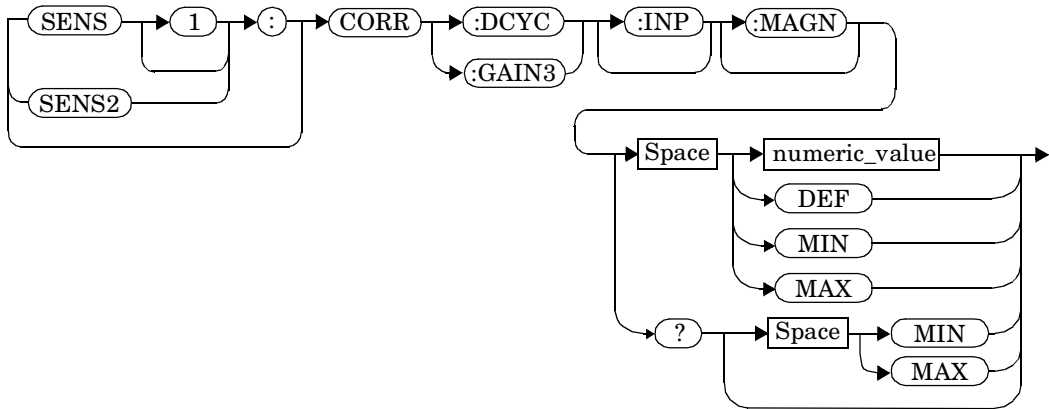 SENS 1 : CORR :DCYC :INP :MAGN
:GAIN3
SENS2
Space numeric_value
DEF
MIN
MAX
? Space MIN
MAX